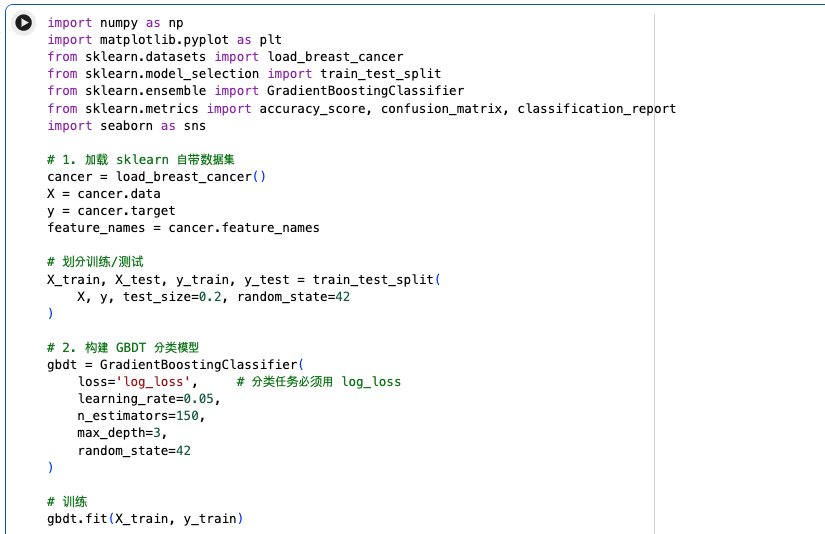 import numpy as np
import matplotlib.pyplot as plt
from sklearn.datasets import load_breast_cancer
from sklearn.model_selection import train_test_split
from sklearn.ensemble import GradientBoostingClassifier
from sklearn.metrics import accuracy_score, confusion_matrix, classification_report
import seaborn as sns
# 1. 加载 sklearn 自带数据集
cancer = load_breast_cancer()
X = cancer.data
y = cancer.target
feature_names = cancer.feature_names
# 划分训练/测试
X_train, X_test, y_train, y_test = train_test_split(
    X, y, test_size=0.2, random_state=42
)
# 2. 构建 GBDT 分类模型
gbdt = GradientBoostingClassifier(
    loss='log_loss',     # 分类任务必须用 log_loss
    learning_rate=0.05,
    n_estimators=150,
    max_depth=3,
    random_state=42
)
# 训练
gbdt.fit(X_train, y_train)